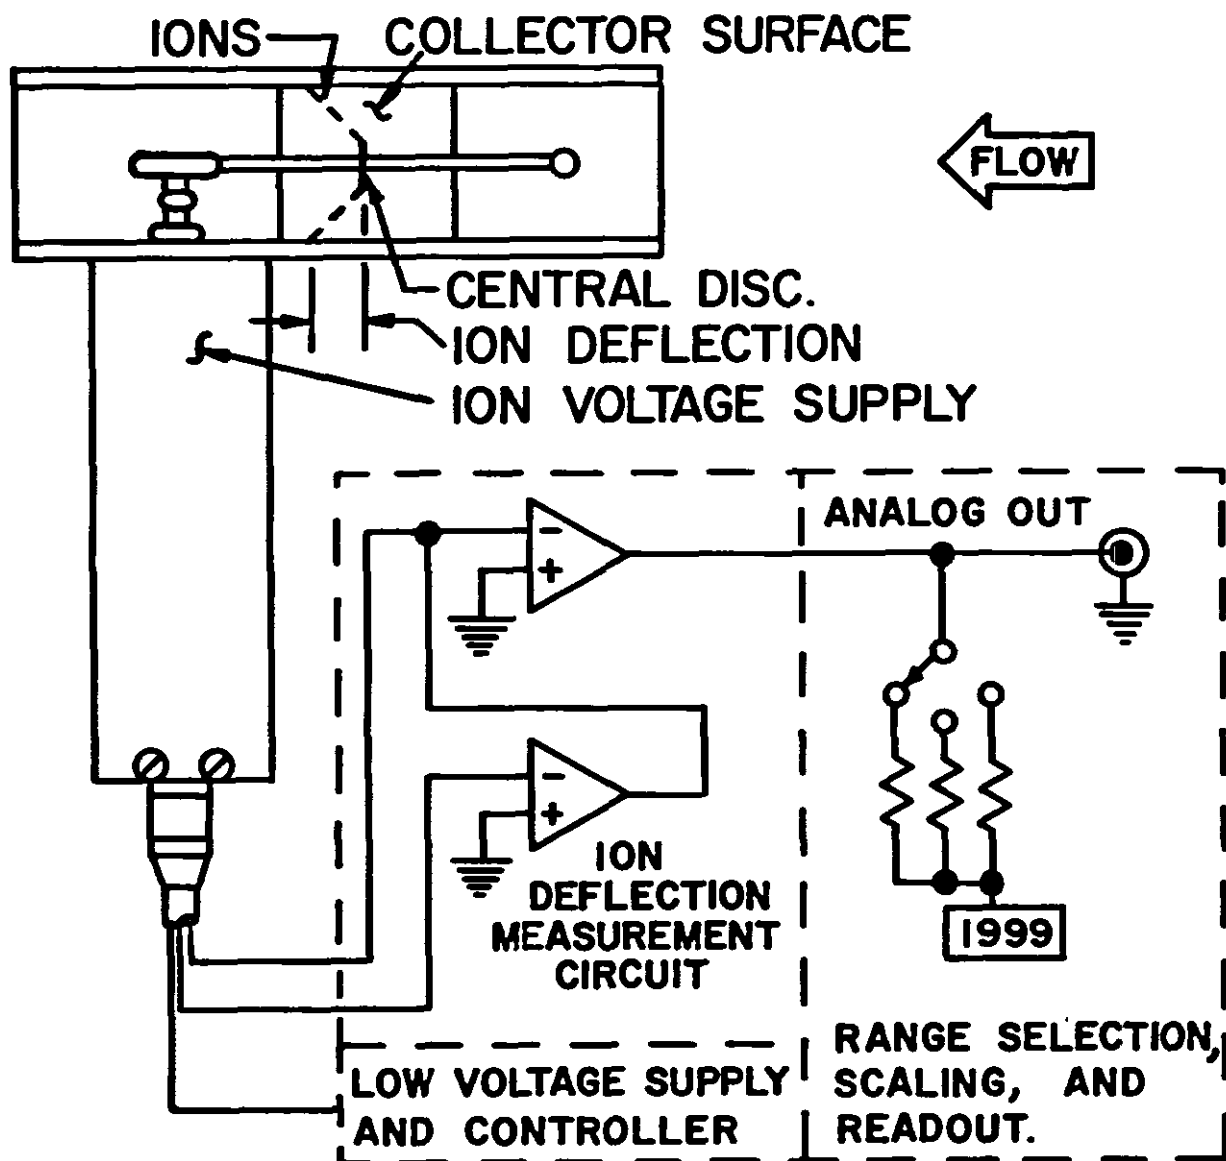 IONS
COLLECTOR SURFACE
FLOW
CENTRAL DISC.
ION DEFLECTION
ION VOLTAGE SUPPLY
ANALOG OUT
-
+
-
+
ION
DEFLECTION
MEASUREMENT
CIRCUIT
1999
LOW VOLTAGE SUPPLY
AND CONTROLLER
RANGE SELECTION,
SCALING, AND
READOUT.